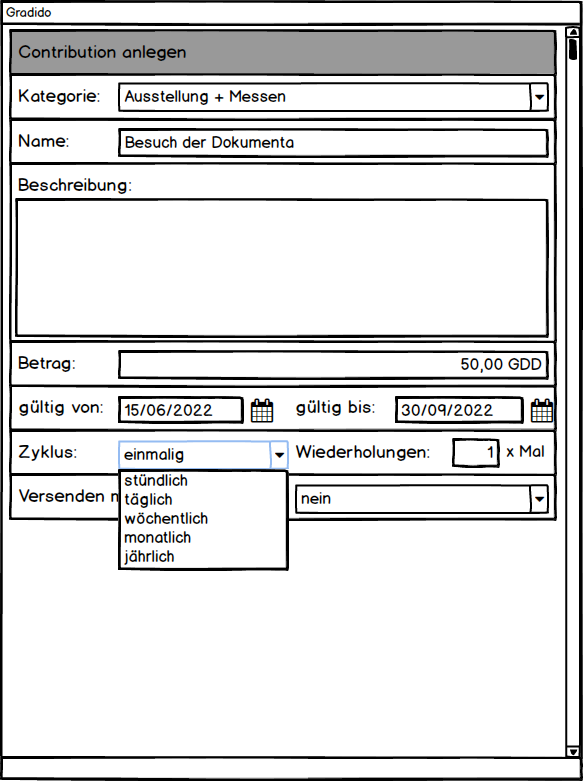 Gradido
Contribution anlegen
Kategorie: Ausstellung + Messen
Name: Besuch der Dokumenta
Beschreibung:
Betrag: 50,00 GDD
gültig von: 15/06/2022 gültig bis: 30/09/2022
Zyklus: einmalig Wiederholungen: 1 x Mal
stündlich
Versenden nein
täglich
wöchentlich
monatlich
jährlich